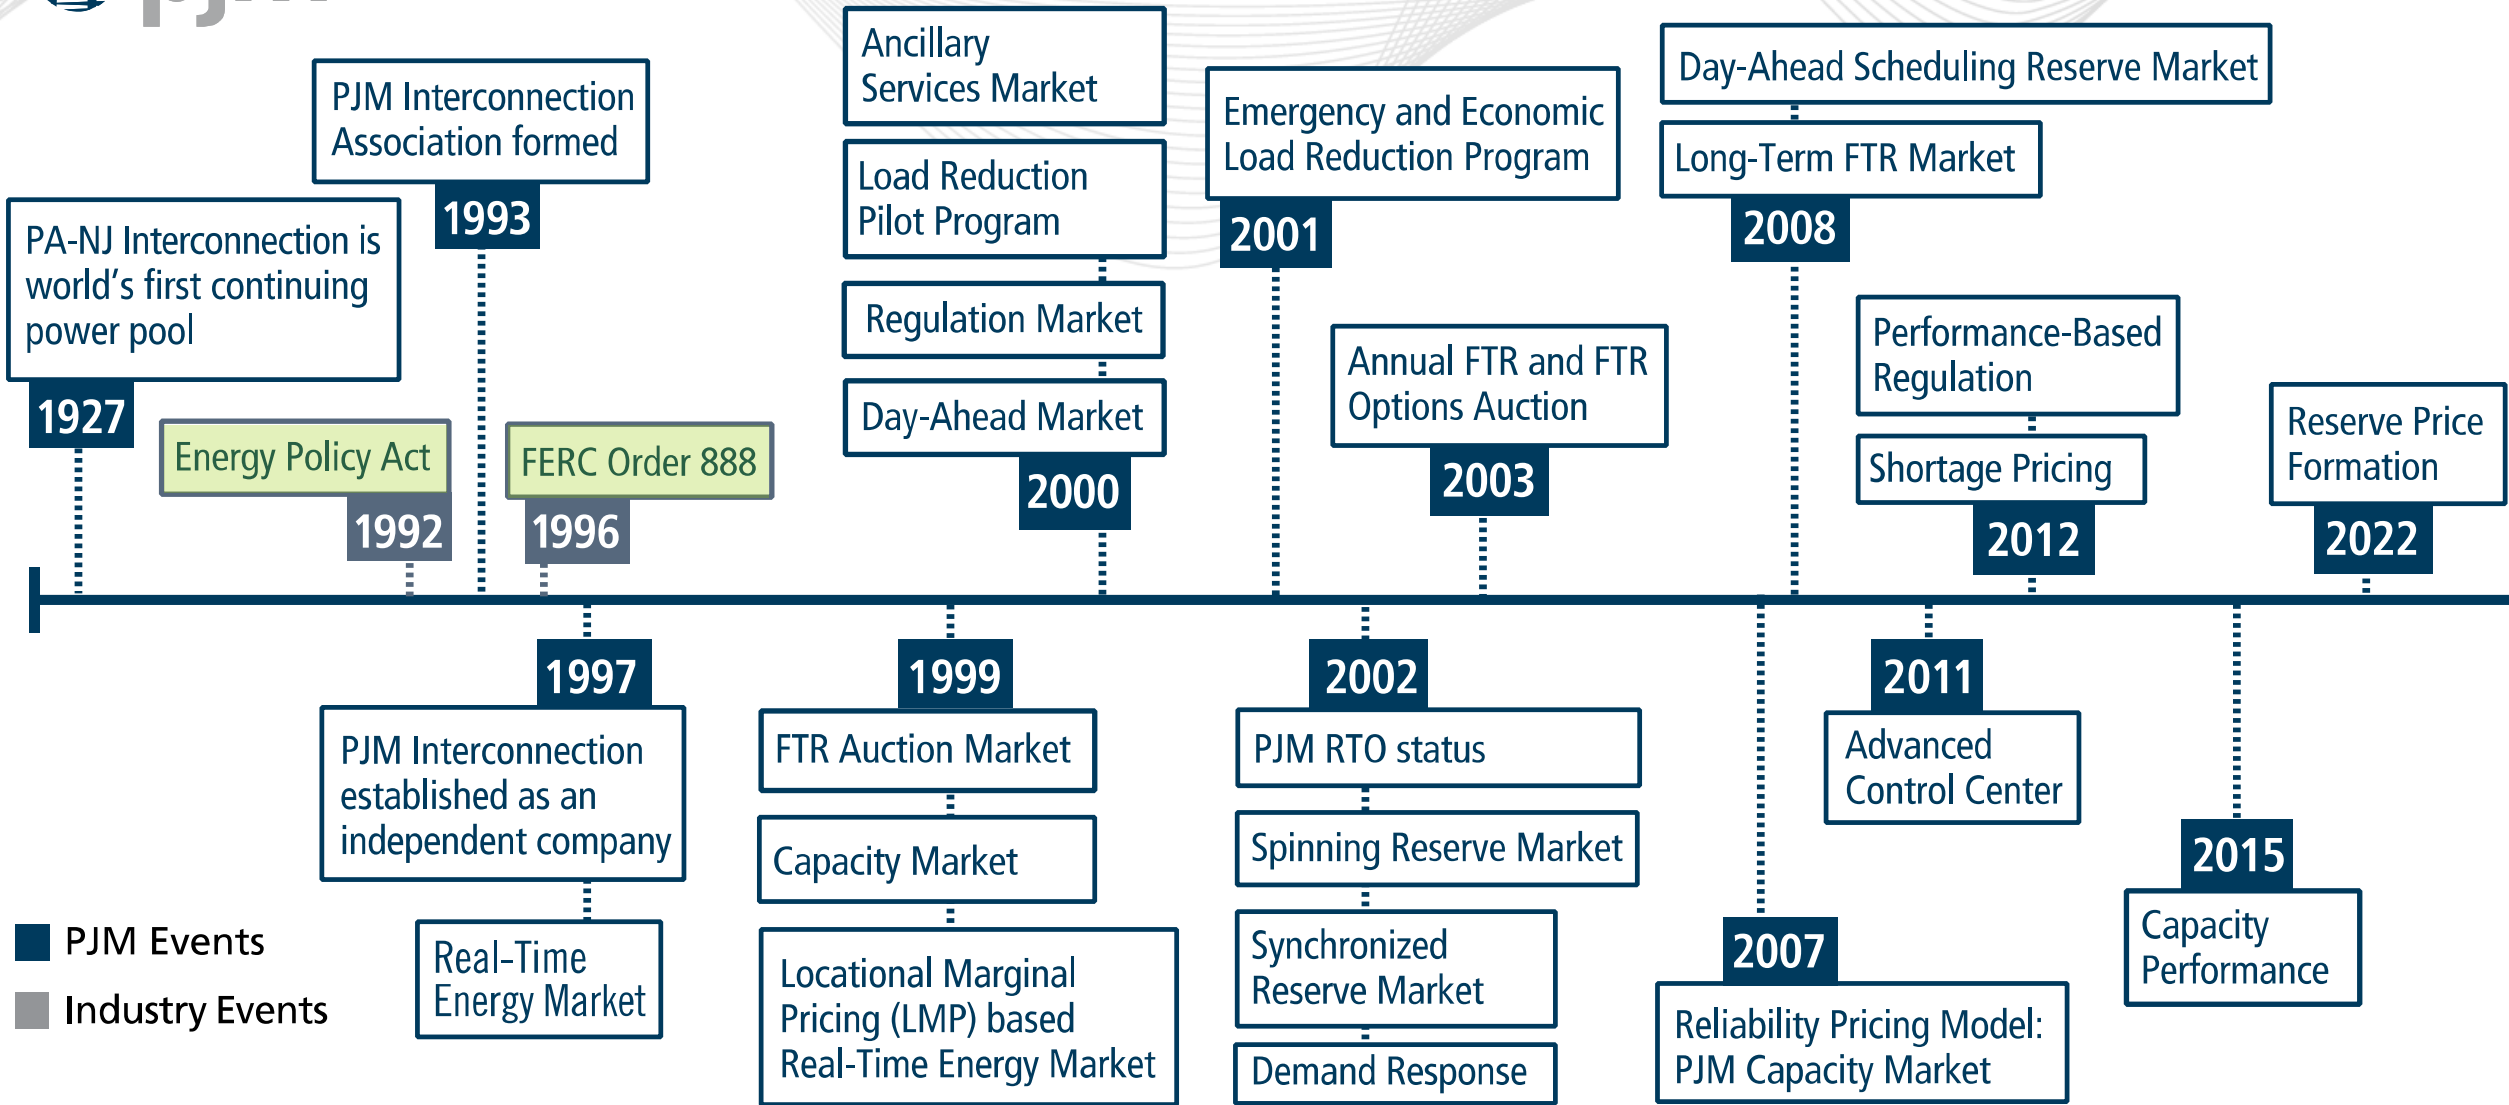 pjm
Ancillary
Services Market
Day-Ahead Scheduling Reserve Market
PJM Interconnection
Association formed
Emergency and Economic
Load Reduction Program
Long-Term FTR Market
Load Reduction
Pilot Program
1993
2001
2008
PA-NJ Interconnection is
world's first continuing
power pool
Regulation Market
Performance-Based
Regulation
Annual FTR and FTR
Options Auction
1927
Day-Ahead Market
Reserve Price
Formation
Energy Policy Act
FERC Order 888
Shortage Pricing
1992
1996
2000
2003
2012
2022
1997
1999
2002
2011
PJM Interconnection
established as an
independent company
FTR Auction Market
PJM RTO status
Advanced
Control Center
Capacity Market
Spinning Reserve Market
2015
Real-Time
Energy Market
Locational Marginal
Pricing (LMP) based
Real-Time Energy Market
Synchronized
Reserve Market
2007
Capacity
Performance
Demand Response
Reliability Pricing Model:
PJM Capacity Market
PJM Events
Industry Events